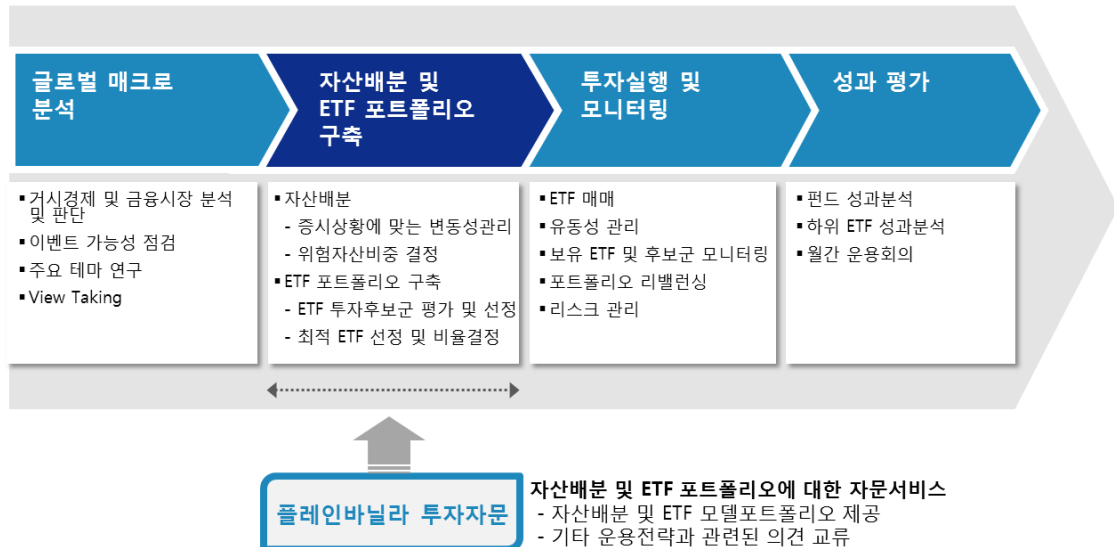 글로벌 매크로
분석
자산배분 및
ETF 포트폴리오
구축
투자실행 및
모니터링
성과 평가
▪거시경제 및 금융시장 분석
및 판단
▪이벤트 가능성 점검
▪주요 테마 연구
▪View Taking
▪자산배분
- 증시상황에 맞는 변동성관리
- 위험자산비중 결정
▪ETF 포트폴리오 구축
- ETF 투자후보군 평가 및 선정
- 최적 ETF 선정 및 비율결정
▪ETF 매매
▪유동성 관리
▪보유 ETF 및 후보군 모니터링
▪포트폴리오 리밸런싱
▪리스크 관리
▪펀드 성과분석
▪하위 ETF 성과분석
▪월간 운용회의
플레인바닐라 투자자문
자산배분 및 ETF 포트폴리오에 대한 자문서비스
- 자산배분 및 ETF 모델포트폴리오 제공
- 기타 운용전략과 관련된 의견 교류